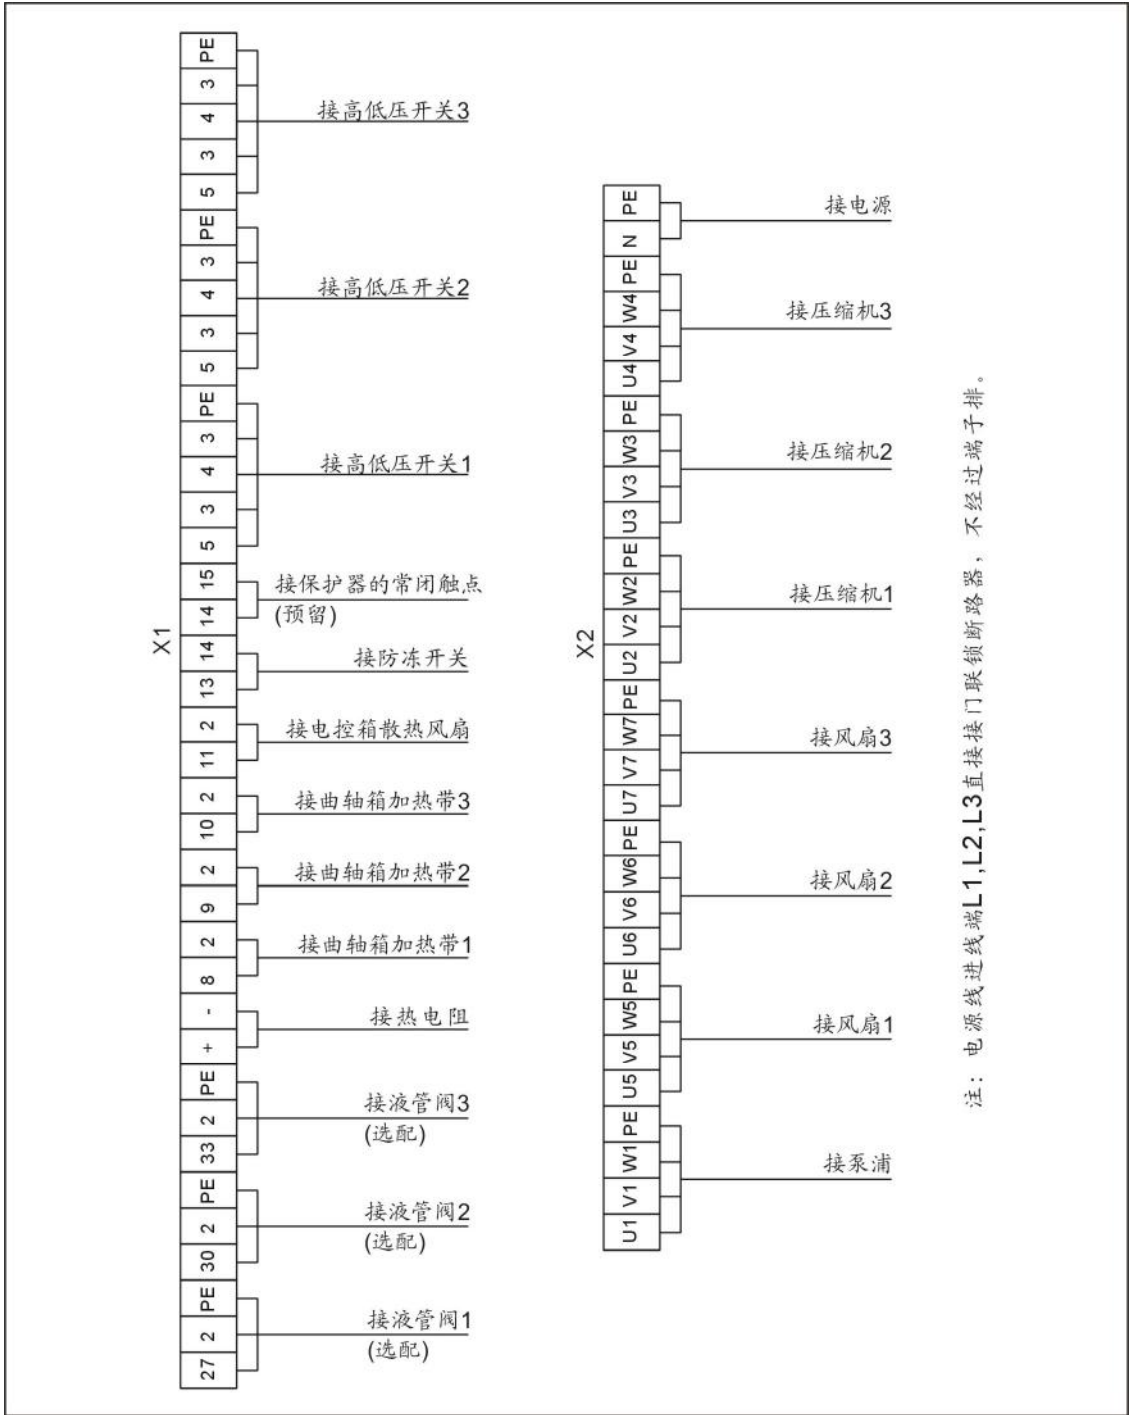 X1
PE
3
4
3
5
接高低压开关3
PE
3
4
3
5
接高低压开关2
PE
3
4
3
5
接高低压开关1
15
14
接保护器的常闭触点
(预留)
14
13
接防冻开关
2
11
接电控箱散热风扇
2
10
接曲轴箱加热带3
2
9
接曲轴箱加热带2
2
8
接曲轴箱加热带1
-
+
接热电阻
PE
2
33
接液管阀3
(选配)
PE
2
30
接液管阀2
(选配)
PE
2
27
接液管阀1
(选配)
X2
PE
N
接电源
PE
W4
V4
U4
接压缩机3
PE
W3
V3
U3
接压缩机2
PE
W2
V2
U2
接压缩机1
PE
W7
V7
U7
接风扇3
PE
W6
V6
U6
接风扇2
PE
W5
V5
U5
接风扇1
PE
W1
V1
U1
接泵浦
注：电源线进线端L1,L2,L3直接接门联锁断路器，不经过端子排。